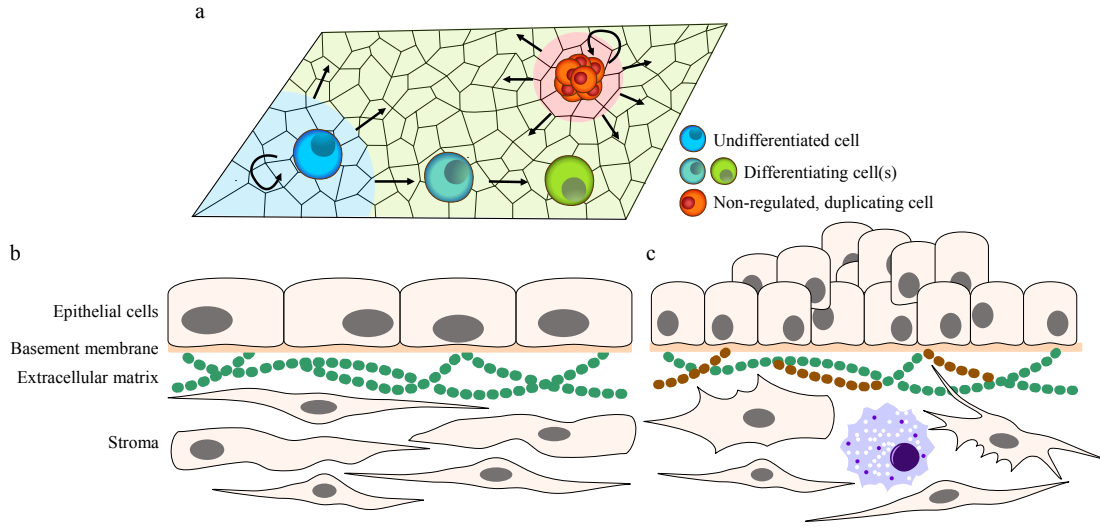 a
Undifferentiated cell
Differentiating cell(s)
Non-regulated, duplicating cell
b
c
Epithelial cells
Basement membrane
Extracellular matrix
Stroma